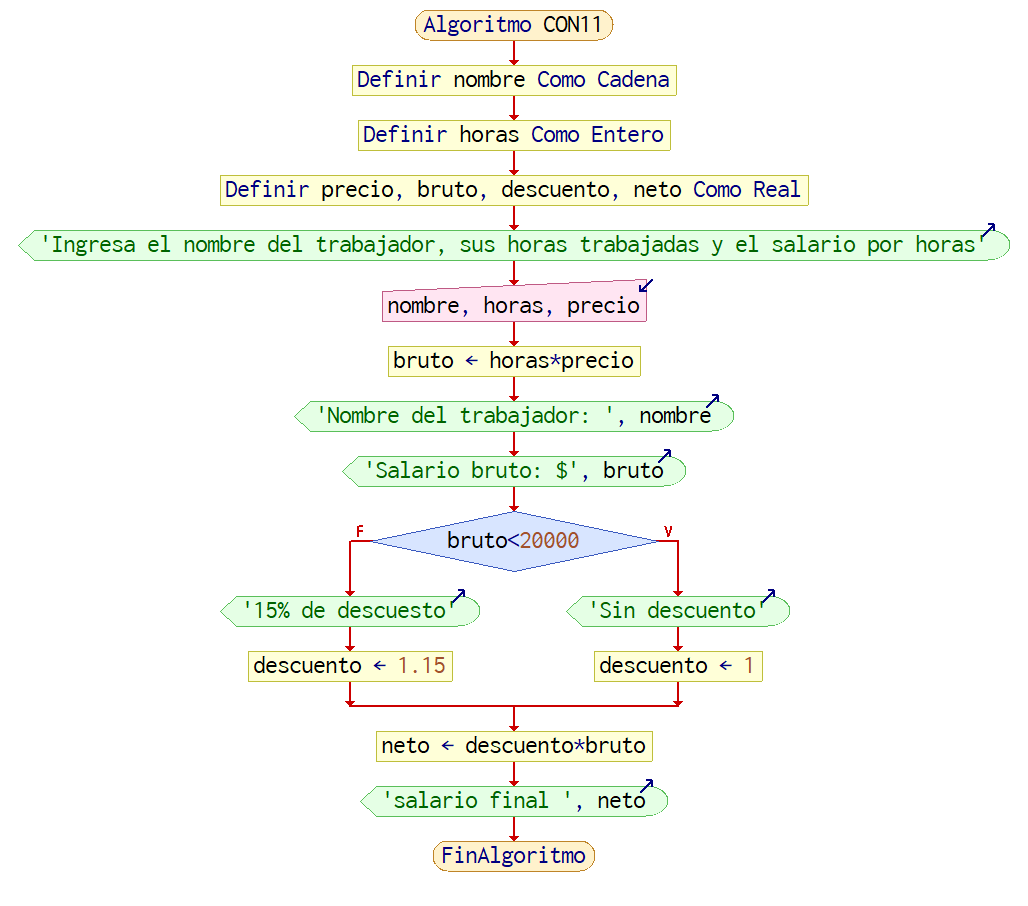 Algoritmo CON11
Definir nombre Como Cadena
Definir horas Como Entero
Definir precio, bruto, descuento, neto Como Real
'Ingresa el nombre del trabajador, sus horas trabajadas y el salario por horas'
nombre, horas, precio
bruto ← horas*precio
'Nombre del trabajador: ', nombre
'Salario bruto: $', bruto
F
V
bruto<20000
'15% de descuesto'
'Sin descuento'
descuento ← 1.15
descuento ← 1
neto ← descuento*bruto
'salario final ', neto
FinAlgoritmo